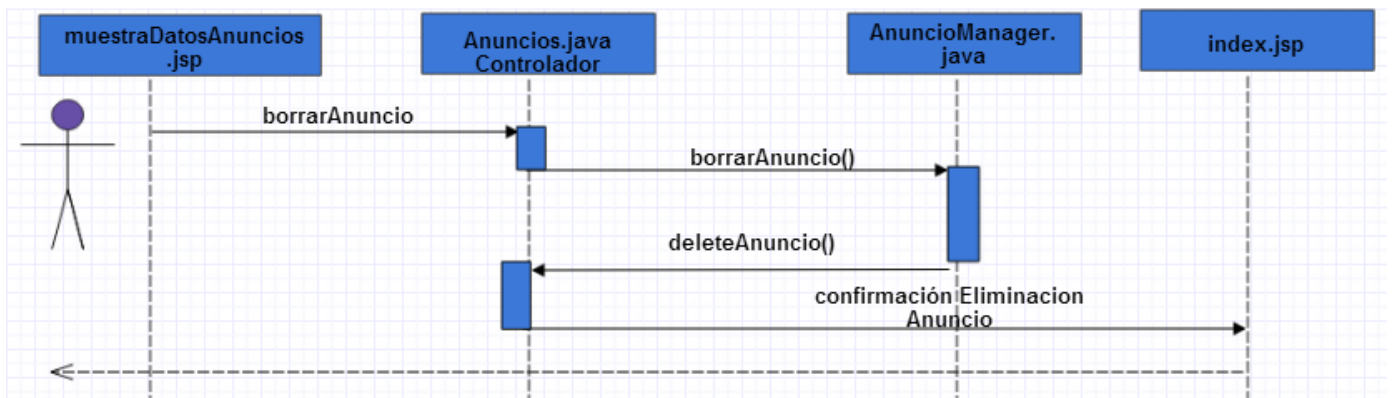 muestraDatosAnuncios
.jsp
Anuncios.java
Controlador
AnuncioManager.
java
index.jsp
borrarAnuncio
borrarAnuncio()
deleteAnuncio()
confirmación Eliminacion
Anuncio